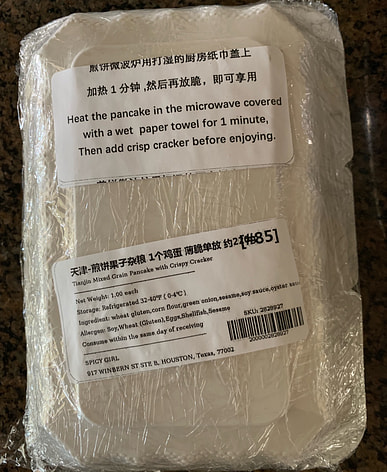 煎饼微波炉用打湿的厨房纸巾盖上
加热 1 分钟 ,然后再放脆, 即可享用
Heat the pancake in the microwave covered
with a wet paper towel for 1 minute,
Then add crisp cracker before enjoying.
天津-煎饼果子杂粮 1个鸡蛋 薄脆单放 约
[#85]
Tianjin Mixed Grain Pancake with Crispy Cracker
Net Weight: 1.00 each
Storage: Refrigerated 32-40°F ( 0-4°C )
Ingredient: wheat gluten,corn flour,green onion,sesame,soy sauce,oyster sauc
Allergen: Soy,Wheat (Gluten),Eggs,Shellfish,Sesame
Consume within the same day of receiving
SKU: 2628927
2000002628927
SPICY GIRL
917 WINBERN ST STE B, HOUSTON, Texas, 77002